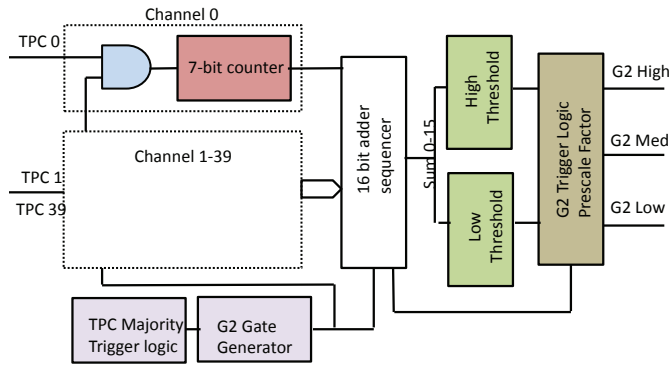 Channel 0
TPC 0
7-bit counter
Channel 1-39
TPC 1
TPC 39
16 bit adder
sequencer
Sum 0-15
High
Threshold
Low
Threshold
G2 Trigger Logic
Prescale Factor
G2 High
G2 Med
G2 Low
TPC Majority
Trigger logic
G2 Gate
Generator